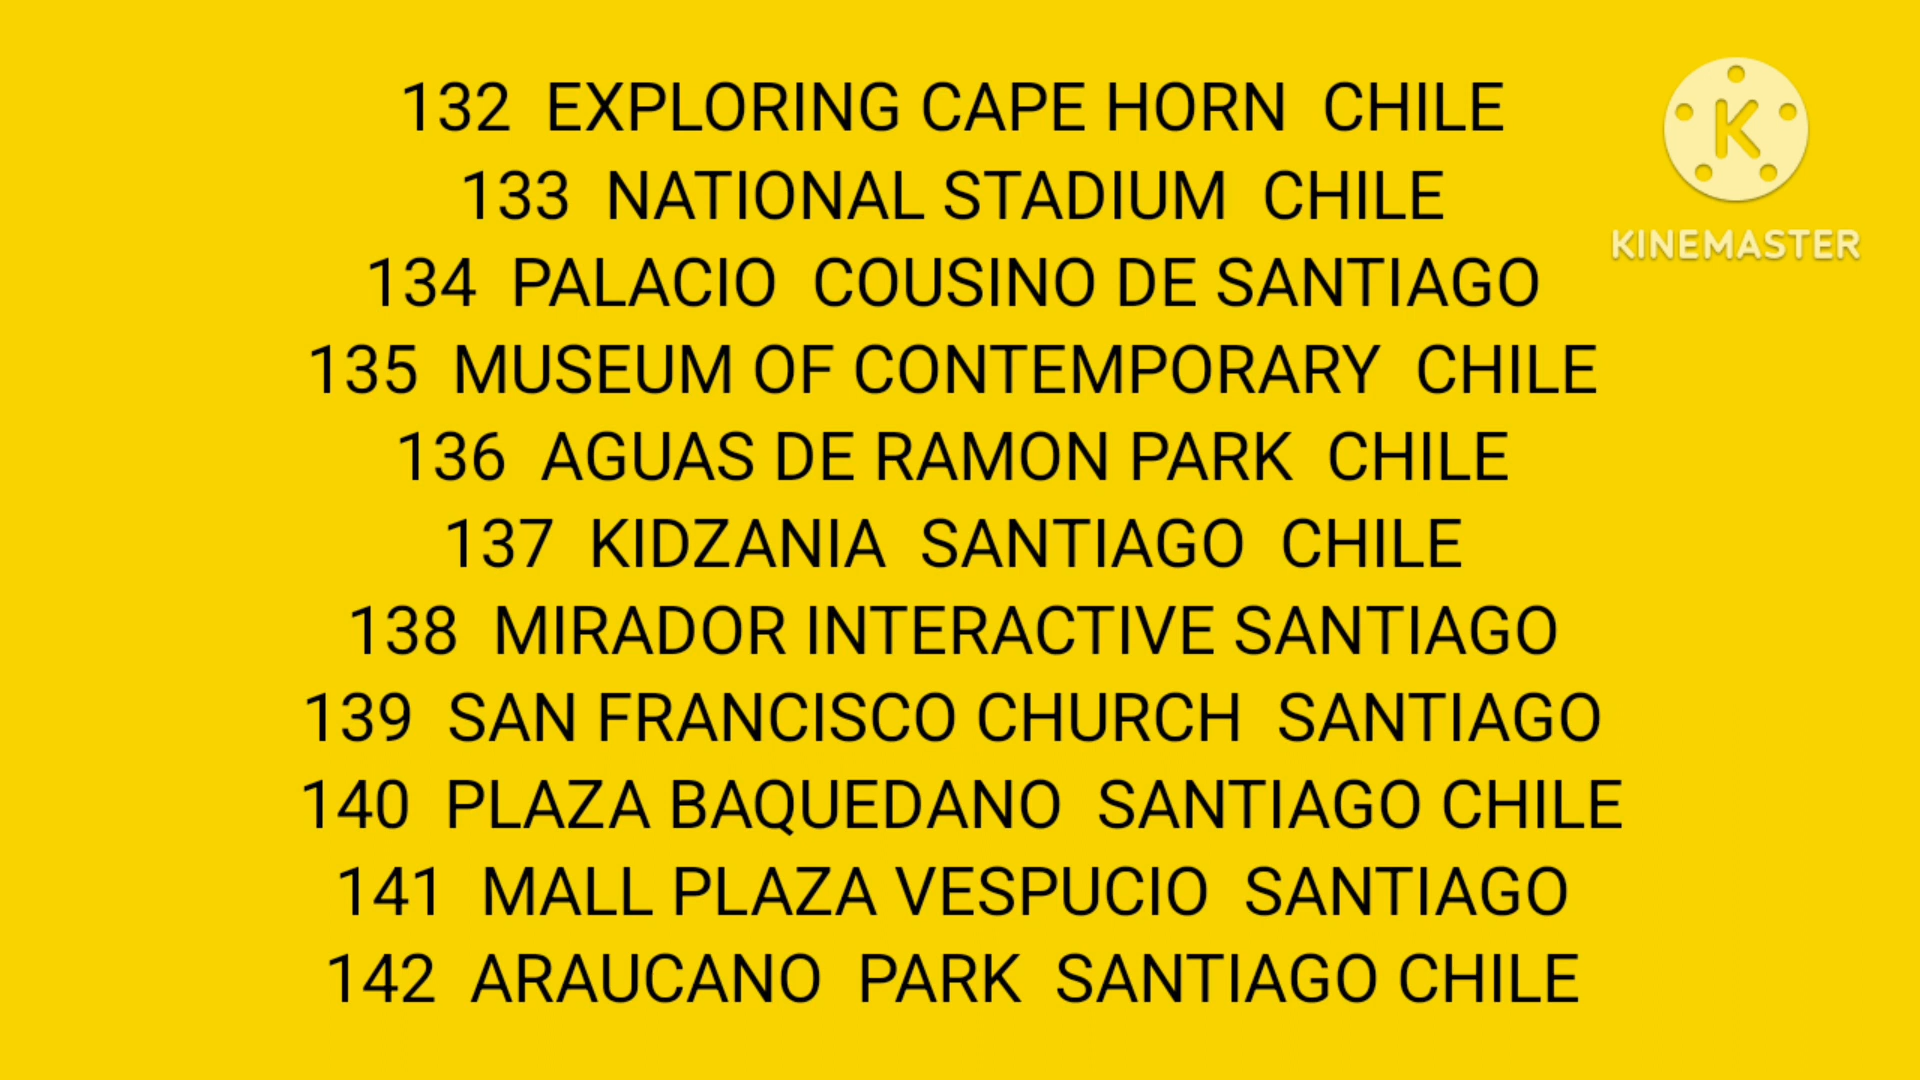 132 EXPLORING CAPE HORN CHILE
133 NATIONAL STADIUM CHILE
134 PALACIO COUSINO DE SANTIAGO
135 MUSEUM OF CONTEMPORARY CHILE
136 AGUAS DE RAMON PARK CHILE
137 KIDZANIA SANTIAGO CHILE
138 MIRADOR INTERACTIVE SANTIAGO
139 SAN FRANCISCO CHURCH SANTIAGO
140 PLAZA BAQUEDANO SANTIAGO CHILE
141 MALL PLAZA VESPUCIO SANTIAGO
142 ARAUCANO PARK SANTIAGO CHILE
K
KINEMASTER